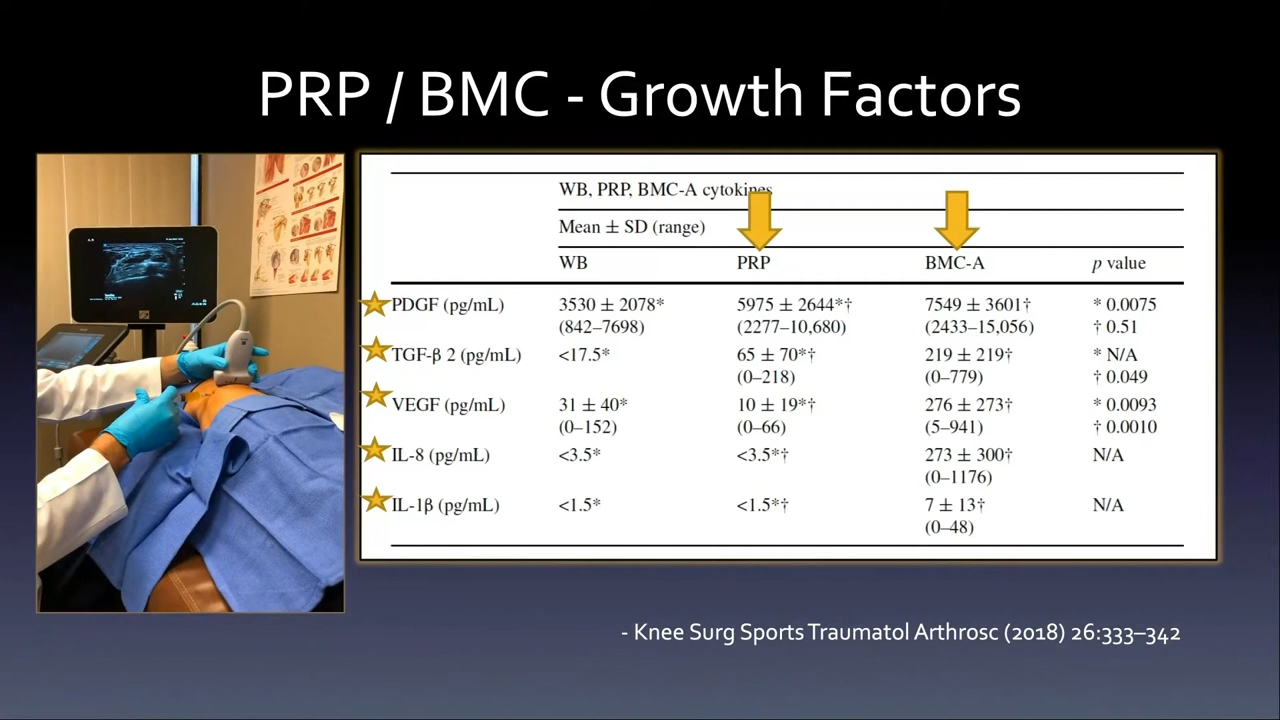 PRP / BMC - Growth Factors
WB, PRP, BMC-A cytokines
Mean ± SD (range)
WB PRP BMC-A p value
PDGF (pg/mL) 3530 ± 2078* 5975 ± 2644*† 7549 ± 3601† * 0.0075
(842–7698) (2277–10,680) (2433–15,056) † 0.51
TGF-β 2 (pg/mL) <17.5* 65 ± 70*† 219 ± 219† * N/A
(0–218) (0–779) † 0.049
VEGF (pg/mL) 31 ± 40* 10 ± 19*† 276 ± 273† * 0.0093
(0–152) (0–66) (5–941) † 0.0010
IL-8 (pg/mL) <3.5* <3.5*† 273 ± 300† N/A
(0–1176)
IL-1β (pg/mL) <1.5* <1.5*† 7 ± 13† N/A
(0–48)
- Knee Surg Sports Traumatol Arthrosc (2018) 26:333–342